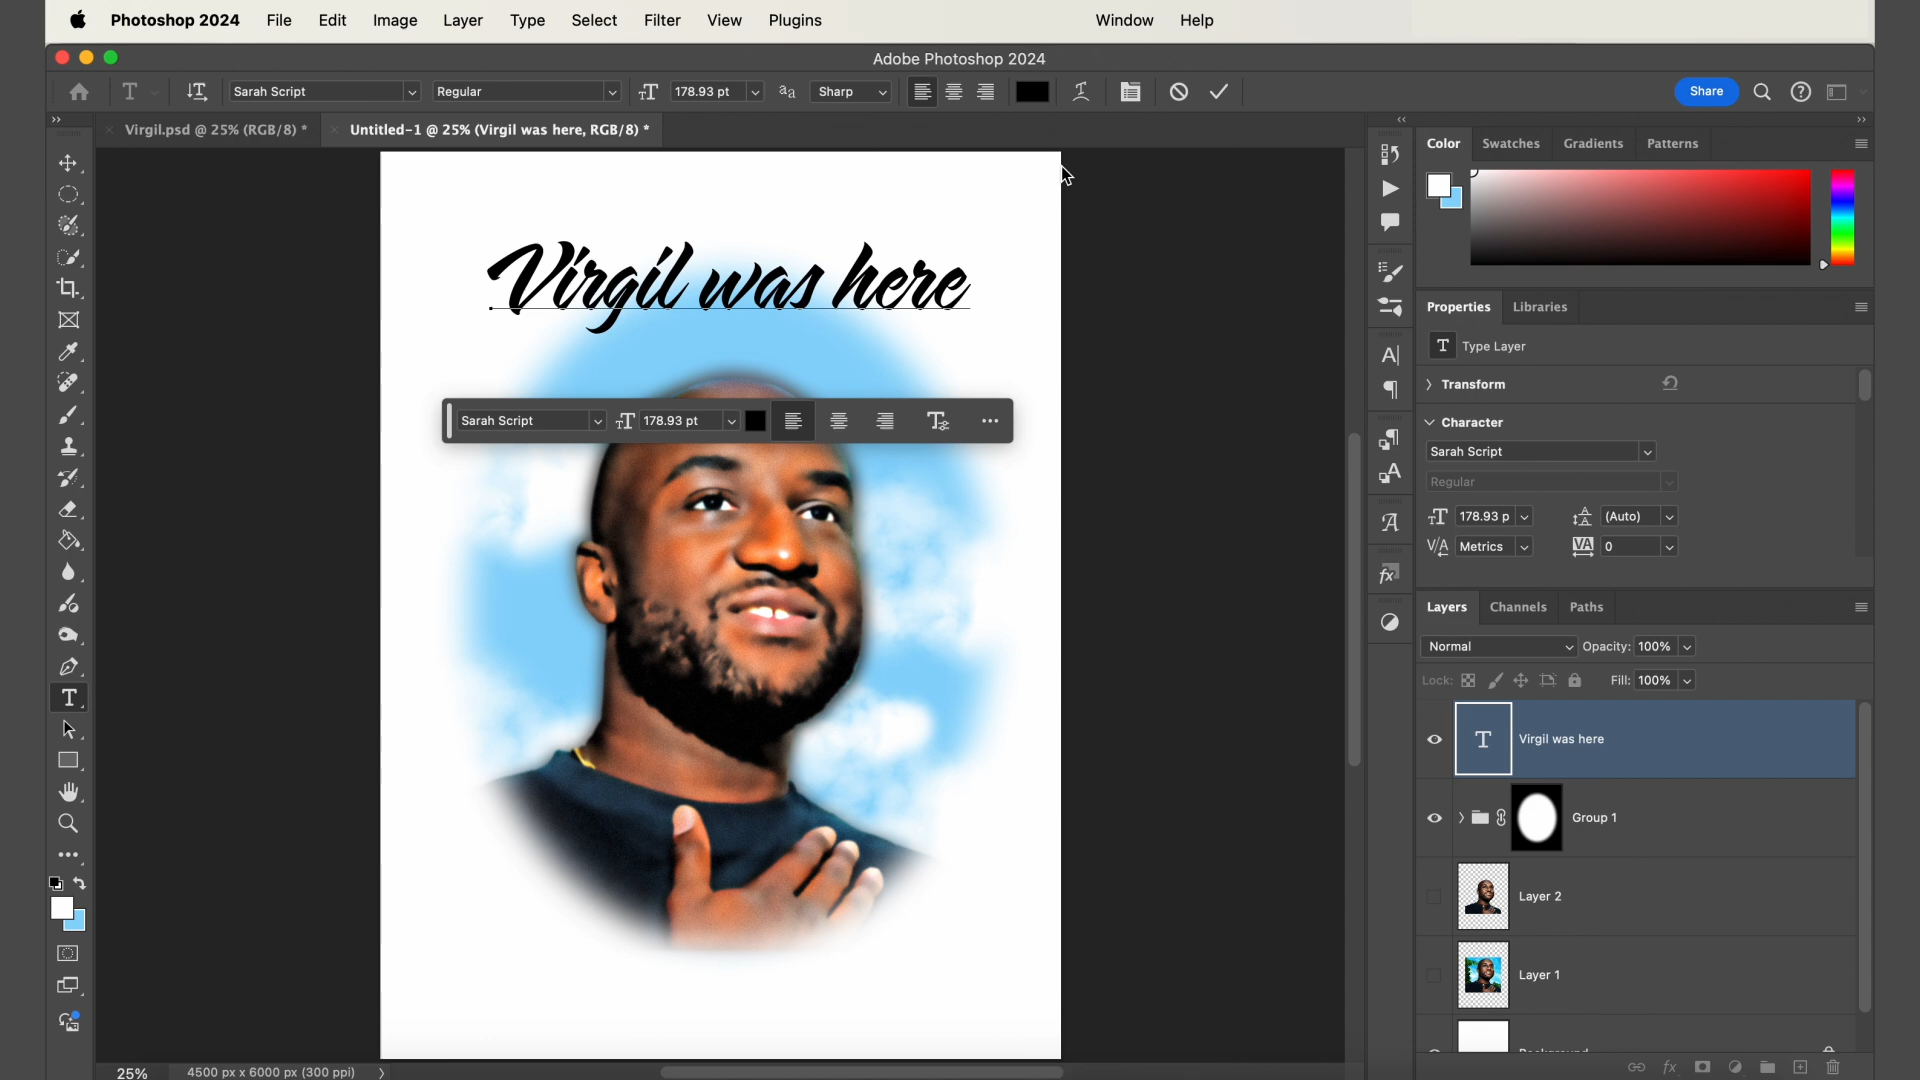 Photoshop 2024 File Edit Image Layer Type Select Filter View Plugins Window Help
Adobe Photoshop 2024
Sarah Script Regular 178.93 pt Sharp Share
Virgil.psd @ 25% (RGB/8) * Untitled-1 @ 25% (Virgil was here, RGB/8) *
Color Swatches Gradients Patterns
Virgil was here
Properties Libraries
Type Layer
Transform
Character
Sarah Script 178.93 pt
Sarah Script
Regular
178.93 p (Auto)
Metrics 0
Layers Channels Paths
Normal Opacity: 100%
Lock: Fill: 100%
Virgil was here
Group 1
Layer 2
Layer 1
25% 4500 px x 6000 px (300 ppi)